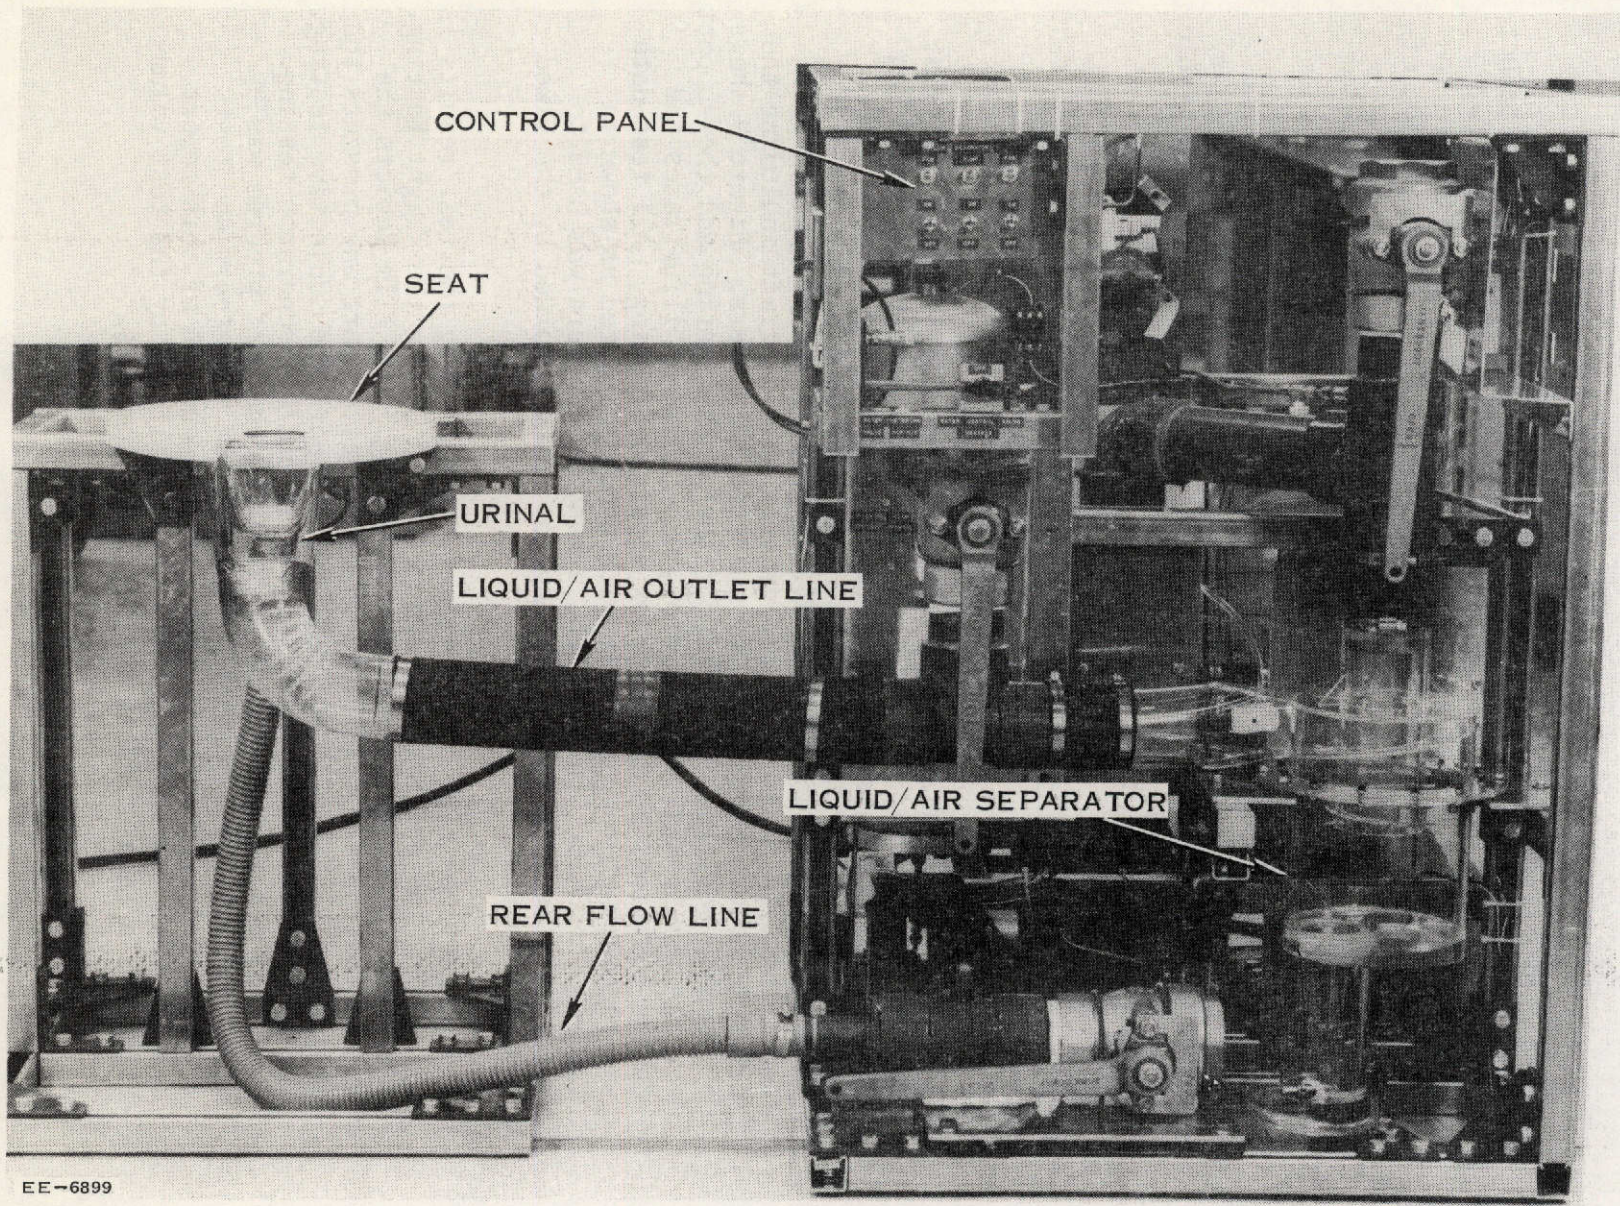 CONTROL PANEL
SEAT
URINAL
LIQUID/AIR OUTLET LINE
LIQUID/AIR SEPARATOR
REAR FLOW LINE
EE-6899